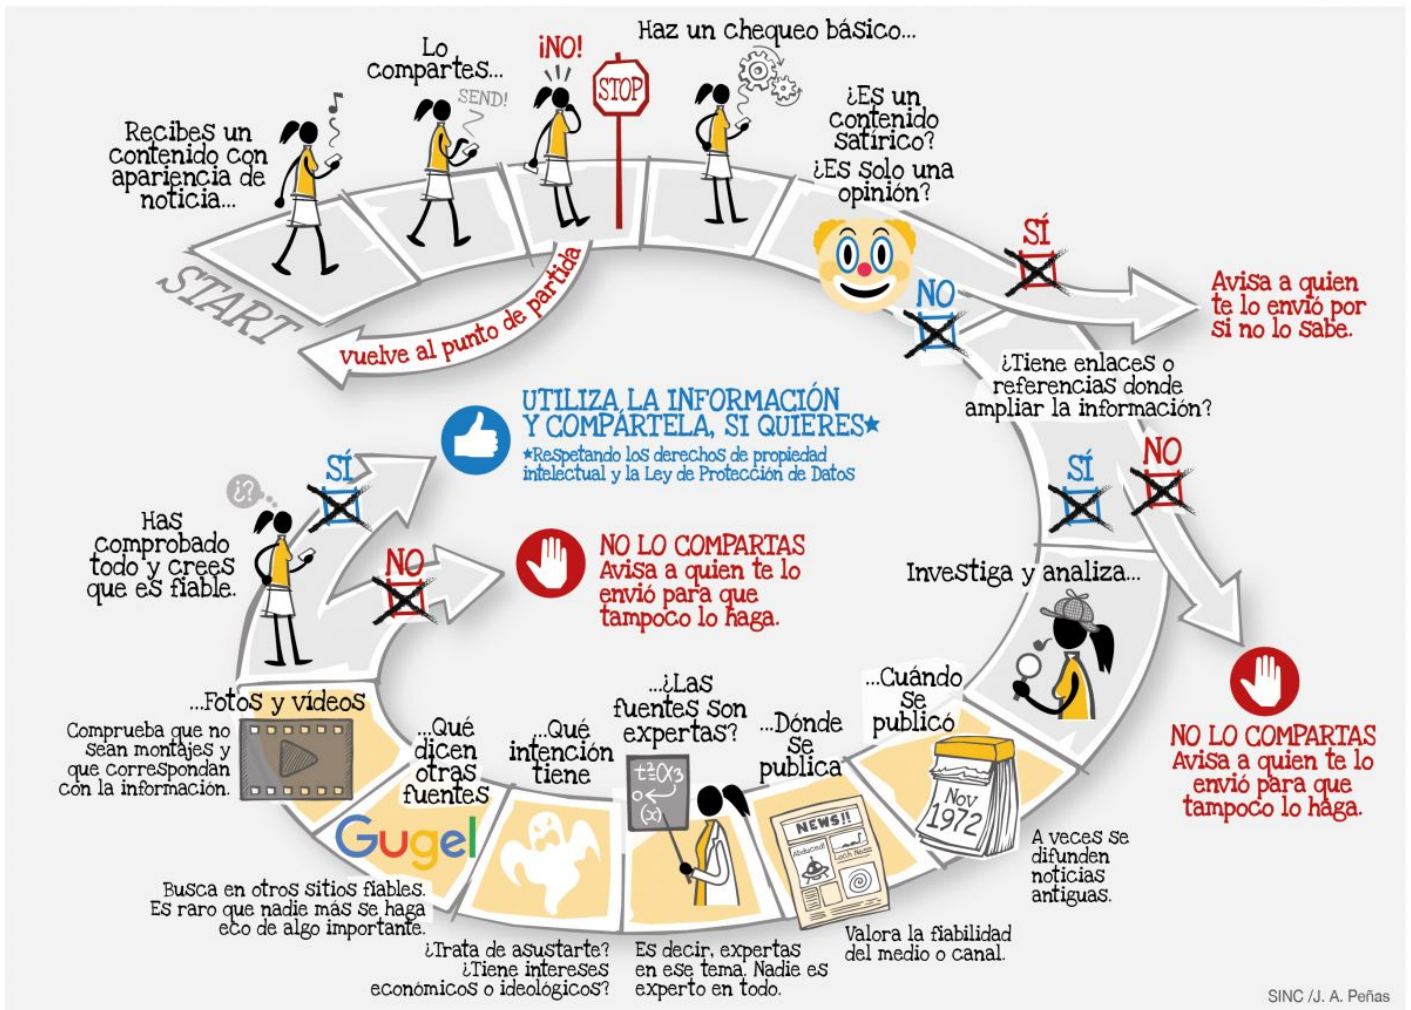 Recibes un
contenido con
apariencia de
noticia...
Lo
compartes...
SEND!
¡NO!
STOP
Haz un chequeo básico...
¿Es un
contenido
satírico?
¿Es solo una
opinión?
START
vuelve al punto de partida
SÍ
Avisa a quien
te lo envió por
si no lo sabe.
NO
¿Tiene enlaces o
referencias donde
ampliar la información?
SÍ
NO
NO LO COMPARTAS
Avisa a quien te lo
envió para que
tampoco lo haga.
Investiga y analiza...
...Cuándo
se
publicó
Nov
1972
A veces se
difunden
noticias
antiguas.
...Dónde
se
publica
NEWS!!
Abduced!
Loch Ness
Valora la fiabilidad
del medio o canal.
...¿Las
fuentes son
expertas?
t=2(x3
(x)
Es decir, expertas
en ese tema. Nadie es
experto en todo.
...Qué
intención
tiene
¿Trata de asustarte?
¿Tiene intereses
económicos o ideológicos?
...Qué
dicen
otras
fuentes
Gugel
Busca en otros sitios fiables.
Es raro que nadie más se haga
eco de algo importante.
...Fotos y vídeos
Comprueba que no
sean montajes y
que correspondan
con la información.
Has
comprobado
todo y crees
que es fiable.
¿?
SÍ
UTILIZA LA INFORMACIÓN
Y COMPÁRTELA, SI QUIERES★
★Respetando los derechos de propiedad
intelectual y la Ley de Protección de Datos
NO
NO LO COMPARTAS
Avisa a quien te lo
envió para que
tampoco lo haga.
SINC /J. A. Peñas